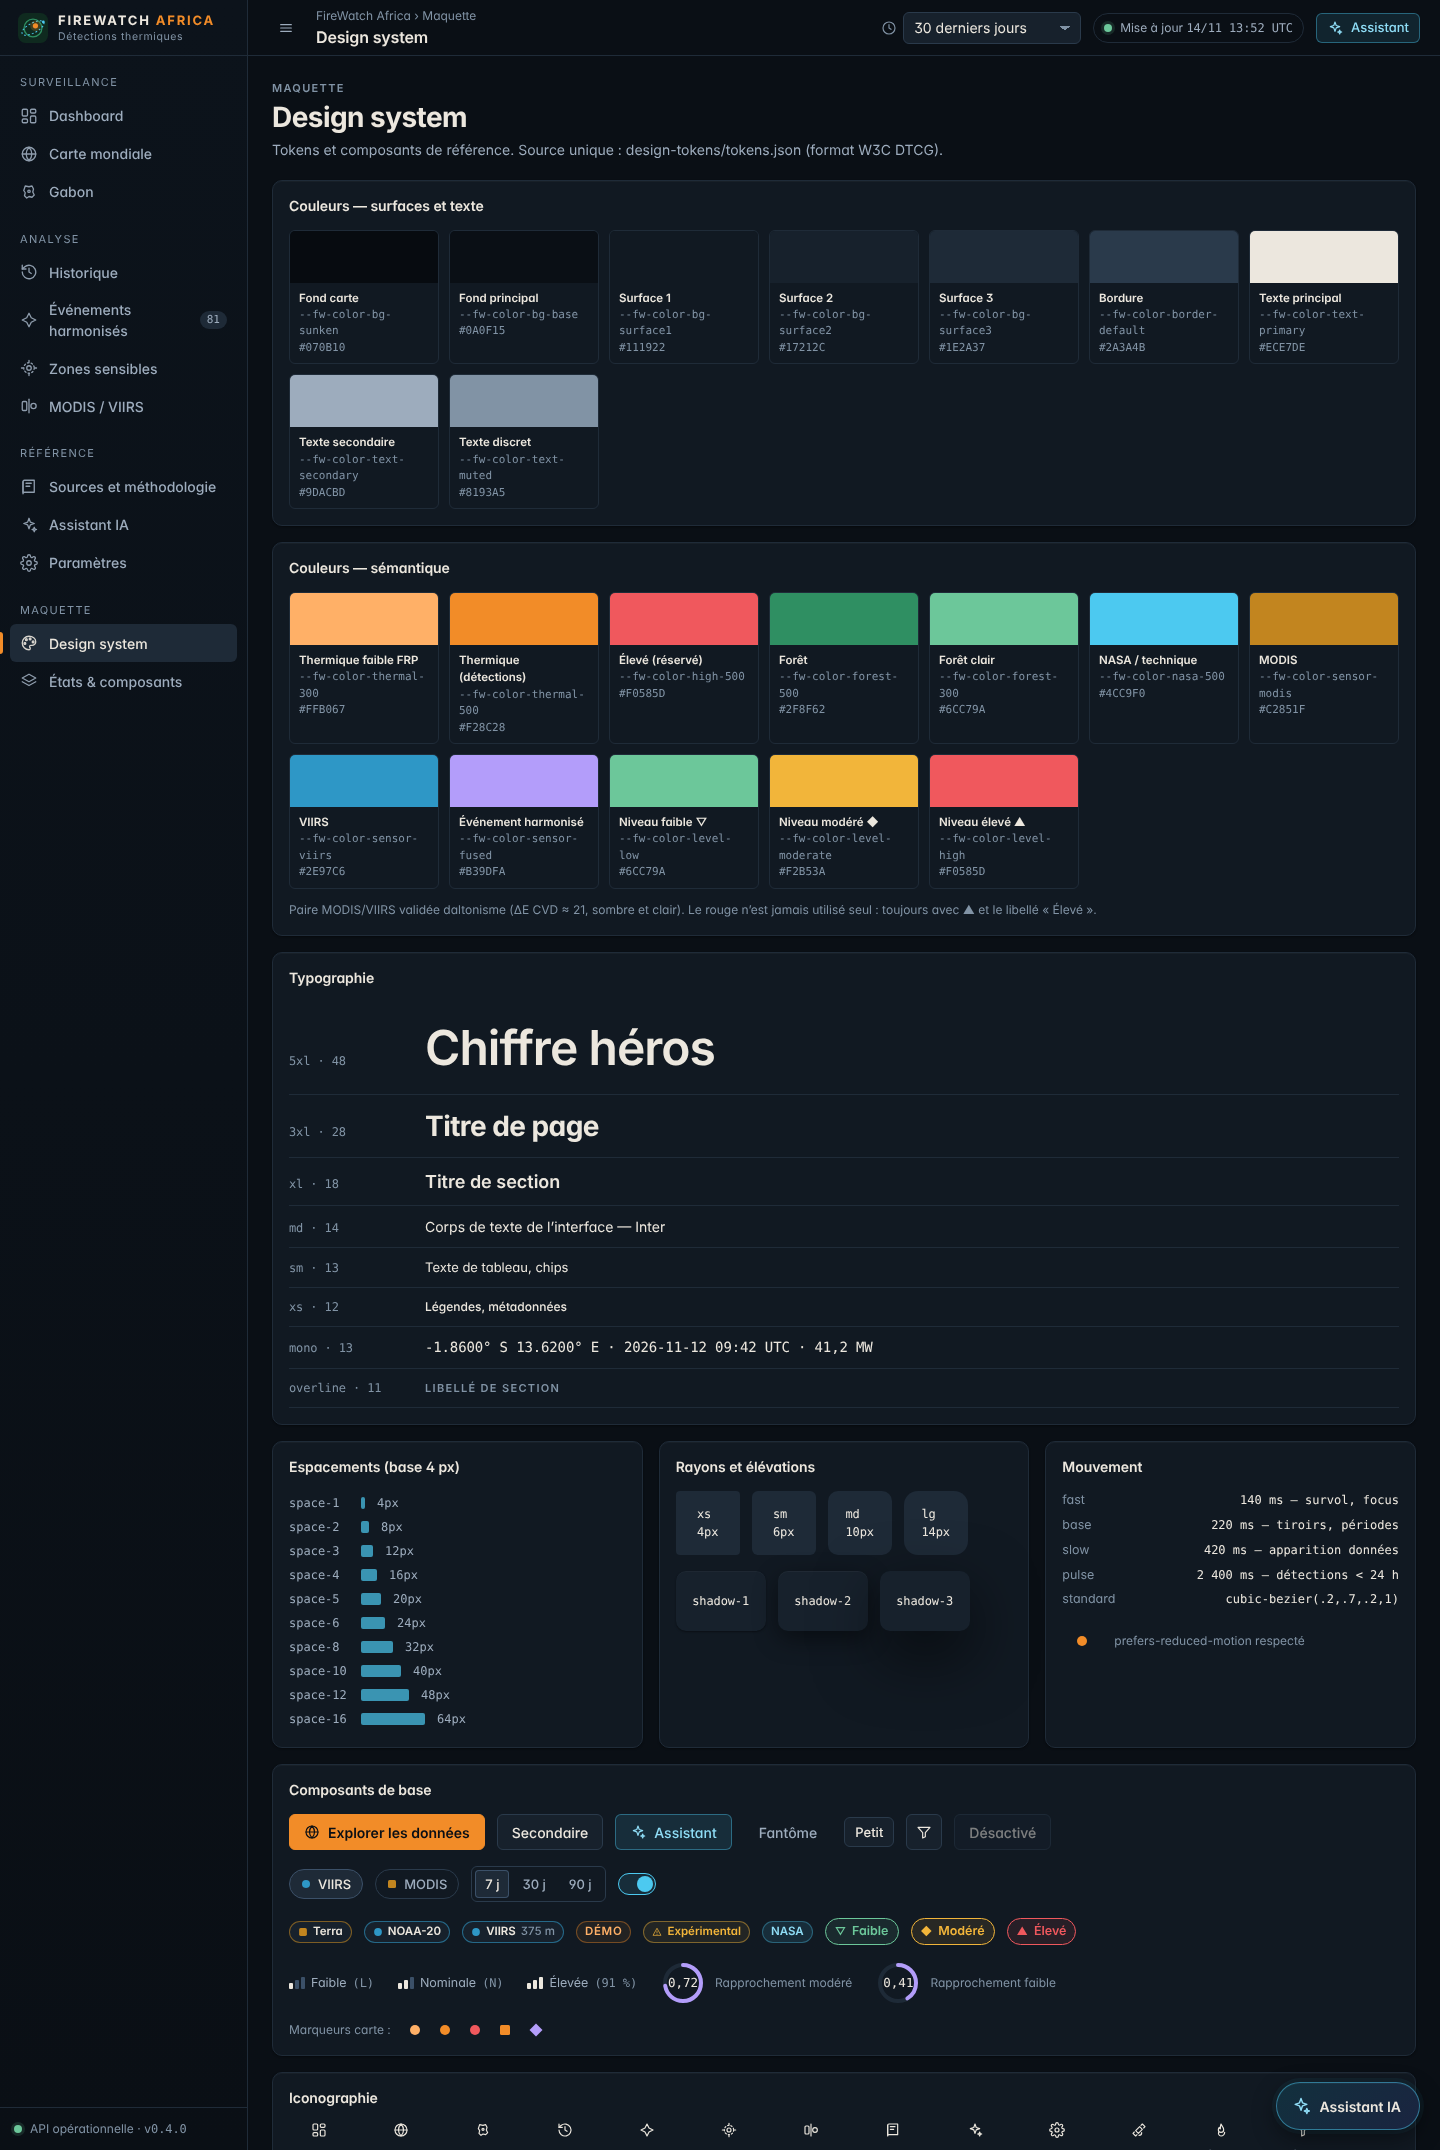 FIREWATCH AFRICA
Détections thermiques
FireWatch Africa › Maquette
Design system
30 derniers jours
Mise à jour 14/11 13:52 UTC
Assistant
SURVEILLANCE
Dashboard
Carte mondiale
Gabon
ANALYSE
Historique
Événements
harmonisés
81
Zones sensibles
MODIS / VIIRS
RÉFÉRENCE
Sources et méthodologie
Assistant IA
Paramètres
MAQUETTE
Design system
États & composants
API opérationnelle · v0.4.0
MAQUETTE
Design system
Tokens et composants de référence. Source unique : design-tokens/tokens.json (format W3C DTCG).
Couleurs — surfaces et texte
Fond carte
--fw-color-bg-
sunken
#070B10
Fond principal
--fw-color-bg-base
#0A0F15
Surface 1
--fw-color-bg-
surface1
#111922
Surface 2
--fw-color-bg-
surface2
#17212C
Surface 3
--fw-color-bg-
surface3
#1E2A37
Bordure
--fw-color-border-
default
#2A3A4B
Texte principal
--fw-color-text-
primary
#ECE7DE
Texte secondaire
--fw-color-text-
secondary
#9DACBD
Texte discret
--fw-color-text-
muted
#8193A5
Couleurs — sémantique
Thermique faible FRP
--fw-color-thermal-
300
#FFB067
Thermique
(détections)
--fw-color-thermal-
500
#F28C28
Élevé (réservé)
--fw-color-high-500
#F0585D
Forêt
--fw-color-forest-
500
#2F8F62
Forêt clair
--fw-color-forest-
300
#6CC79A
NASA / technique
--fw-color-nasa-500
#4CC9F0
MODIS
--fw-color-sensor-
modis
#C2851F
VIIRS
--fw-color-sensor-
viirs
#2E97C6
Événement harmonisé
--fw-color-sensor-
fused
#B39DFA
Niveau faible ▽
--fw-color-level-
low
#6CC79A
Niveau modéré ◆
--fw-color-level-
moderate
#F2B53A
Niveau élevé ▲
--fw-color-level-
high
#F0585D
Paire MODIS/VIIRS validée daltonisme (ΔE CVD ≈ 21, sombre et clair). Le rouge n’est jamais utilisé seul : toujours avec ▲ et le libellé « Élevé ».
Typographie
5xl · 48
Chiffre héros
3xl · 28
Titre de page
xl · 18
Titre de section
md · 14
Corps de texte de l’interface — Inter
sm · 13
Texte de tableau, chips
xs · 12
Légendes, métadonnées
mono · 13
-1.8600° S 13.6200° E · 2026-11-12 09:42 UTC · 41,2 MW
overline · 11
LIBELLÉ DE SECTION
Espacements (base 4 px)
space-1 4px
space-2 8px
space-3 12px
space-4 16px
space-5 20px
space-6 24px
space-8 32px
space-10 40px
space-12 48px
space-16 64px
Rayons et élévations
xs
4px
sm
6px
md
10px
lg
14px
shadow-1
shadow-2
shadow-3
Mouvement
fast 140 ms — survol, focus
base 220 ms — tiroirs, périodes
slow 420 ms — apparition données
pulse 2 400 ms — détections < 24 h
standard cubic-bezier(.2,.7,.2,1)
prefers-reduced-motion respecté
Composants de base
Explorer les données
Secondaire
Assistant
Fantôme
Petit
Désactivé
VIIRS
MODIS
7 j
30 j
90 j
Terra
NOAA-20
VIIRS 375 m
DÉMO
Expérimental
NASA
▽ Faible
◆ Modéré
▲ Élevé
Faible (L)
Nominale (N)
Élevée (91 %)
0,72
Rapprochement modéré
0,41
Rapprochement faible
Marqueurs carte :
Iconographie
Assistant IA